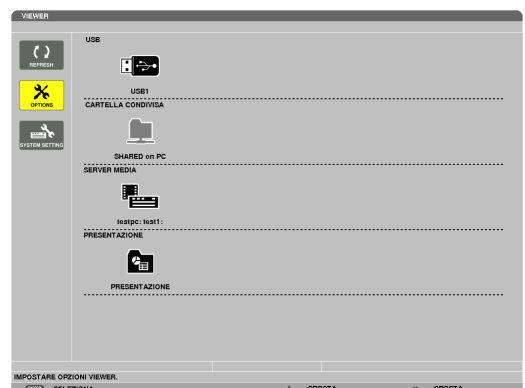 VIEWER
USB
REFRESH
USB1
OPTIONS
CARTELLA CONDIVISA
SYSTEM SETTING
SHARED on PC
SERVER MEDIA
testpc: test1:
PRESENTAZIONE
PRESENTAZIONE
IMPOSTARE OPZIONI VIEWER.